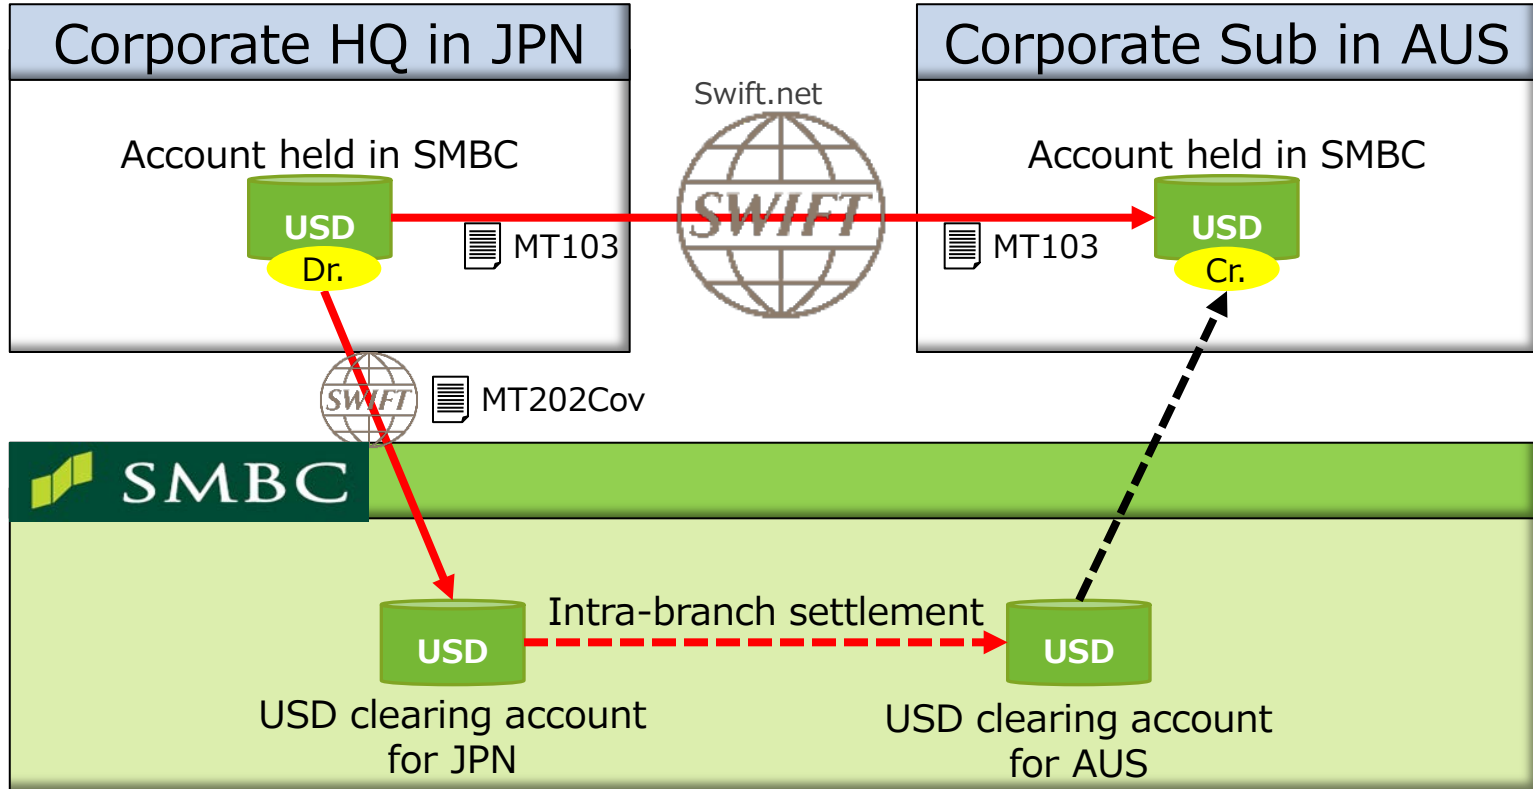 Corporate HQ in JPN
Corporate Sub in AUS
Swift.net
Account held in SMBC
Account held in SMBC
USD
Dr.
MT103
SWIFT
MT103
USD
Cr.
SWIFT
MT202Cov
SMBC
Intra-branch settlement
USD
USD
USD clearing account
for JPN
USD clearing account
for AUS